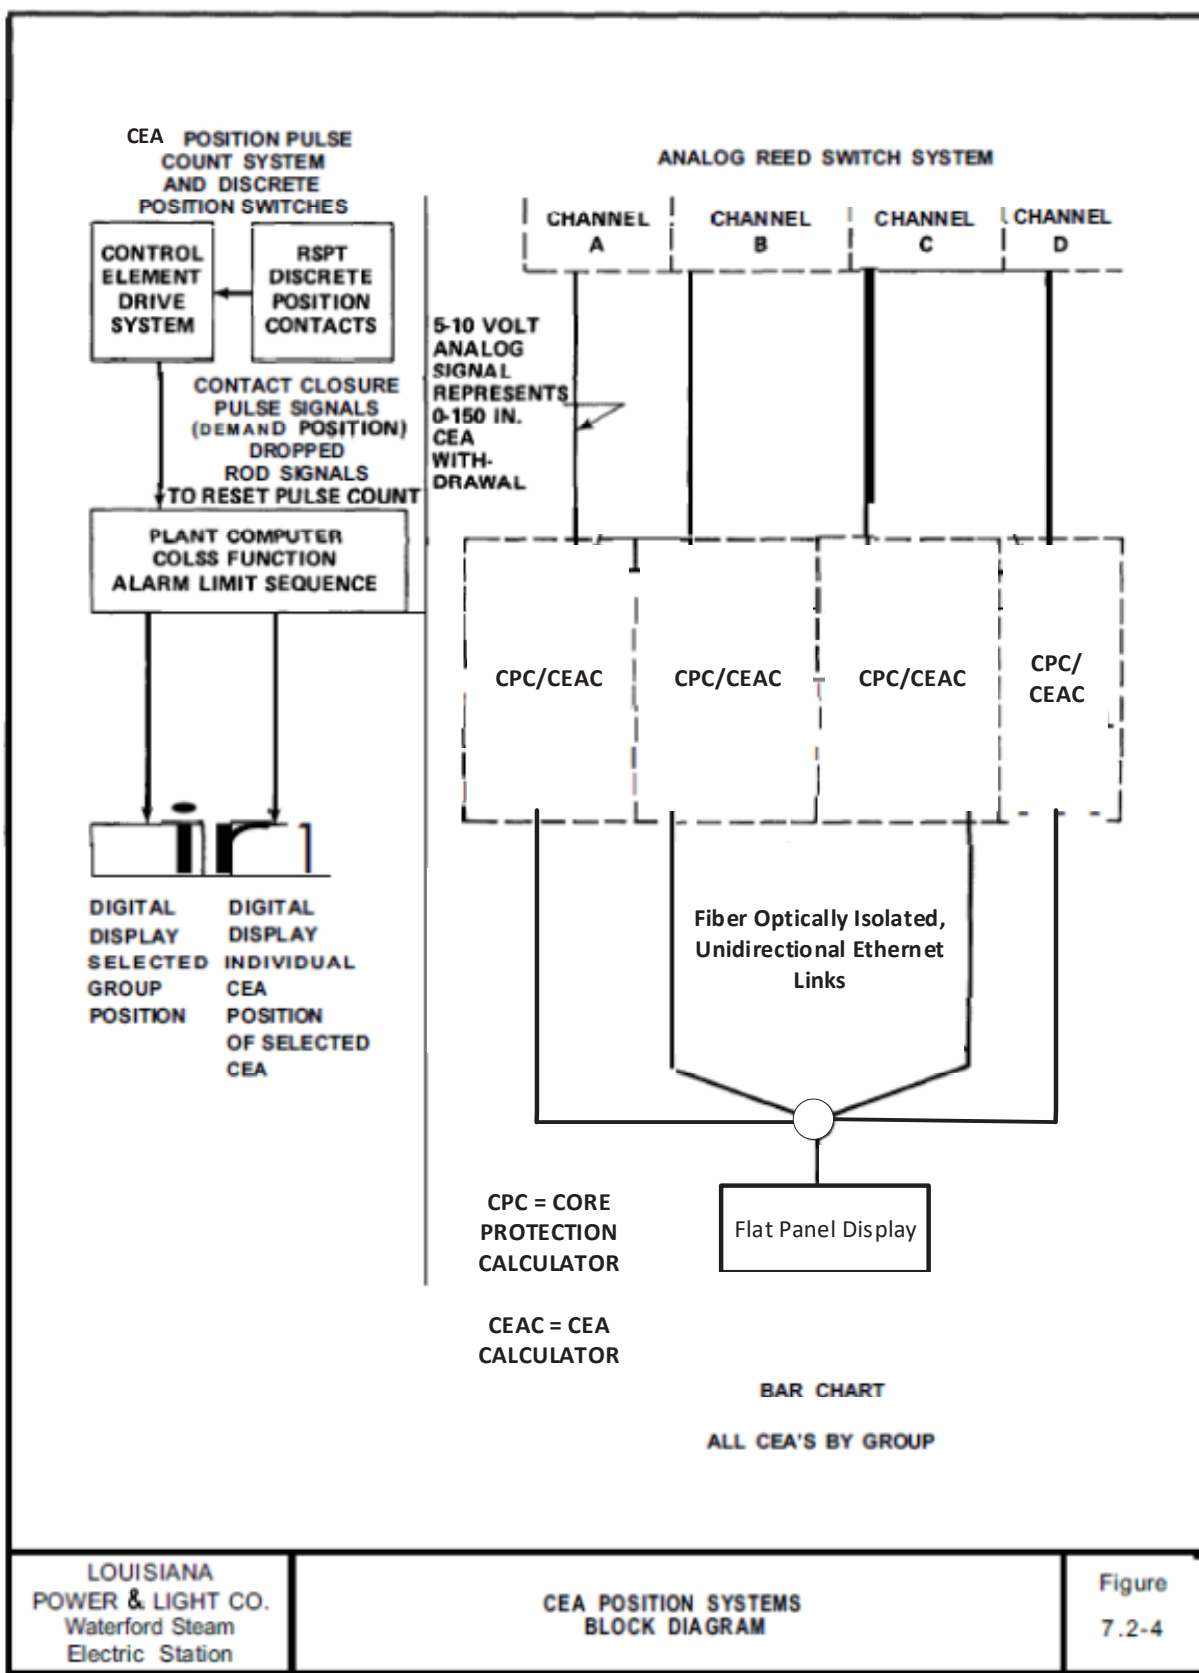 CEA POSITION PULSE
COUNT SYSTEM
AND DISCRETE
POSITION SWITCHES
CONTROL
ELEMENT
DRIVE
SYSTEM
RSPT
DISCRETE
POSITION
CONTACTS
CONTACT CLOSURE
PULSE SIGNALS
(DEMAND POSITION)
DROPPED
ROD SIGNALS
TO RESET PULSE COUNT
PLANT COMPUTER
COLSS FUNCTION
ALARM LIMIT SEQUENCE
DIGITAL
DISPLAY
SELECTED
GROUP
POSITION
DIGITAL
DISPLAY
INDIVIDUAL
CEA
POSITION
OF SELECTED
CEA
ANALOG REED SWITCH SYSTEM
CHANNEL
A
CHANNEL
B
CHANNEL
C
CHANNEL
D
5-10 VOLT
ANALOG
SIGNAL
REPRESENTS
0-150 IN.
CEA
WITH-
DRAWAL
CPC/CEAC
CPC/CEAC
CPC/CEAC
CPC/
CEAC
Fiber Optically Isolated,
Unidirectional Ethernet
Links
Flat Panel Display
CPC = CORE
PROTECTION
CALCULATOR
CEAC = CEA
CALCULATOR
BAR CHART
ALL CEA'S BY GROUP
LOUISIANA
POWER & LIGHT CO.
Waterford Steam
Electric Station
CEA POSITION SYSTEMS
BLOCK DIAGRAM
Figure
7.2-4